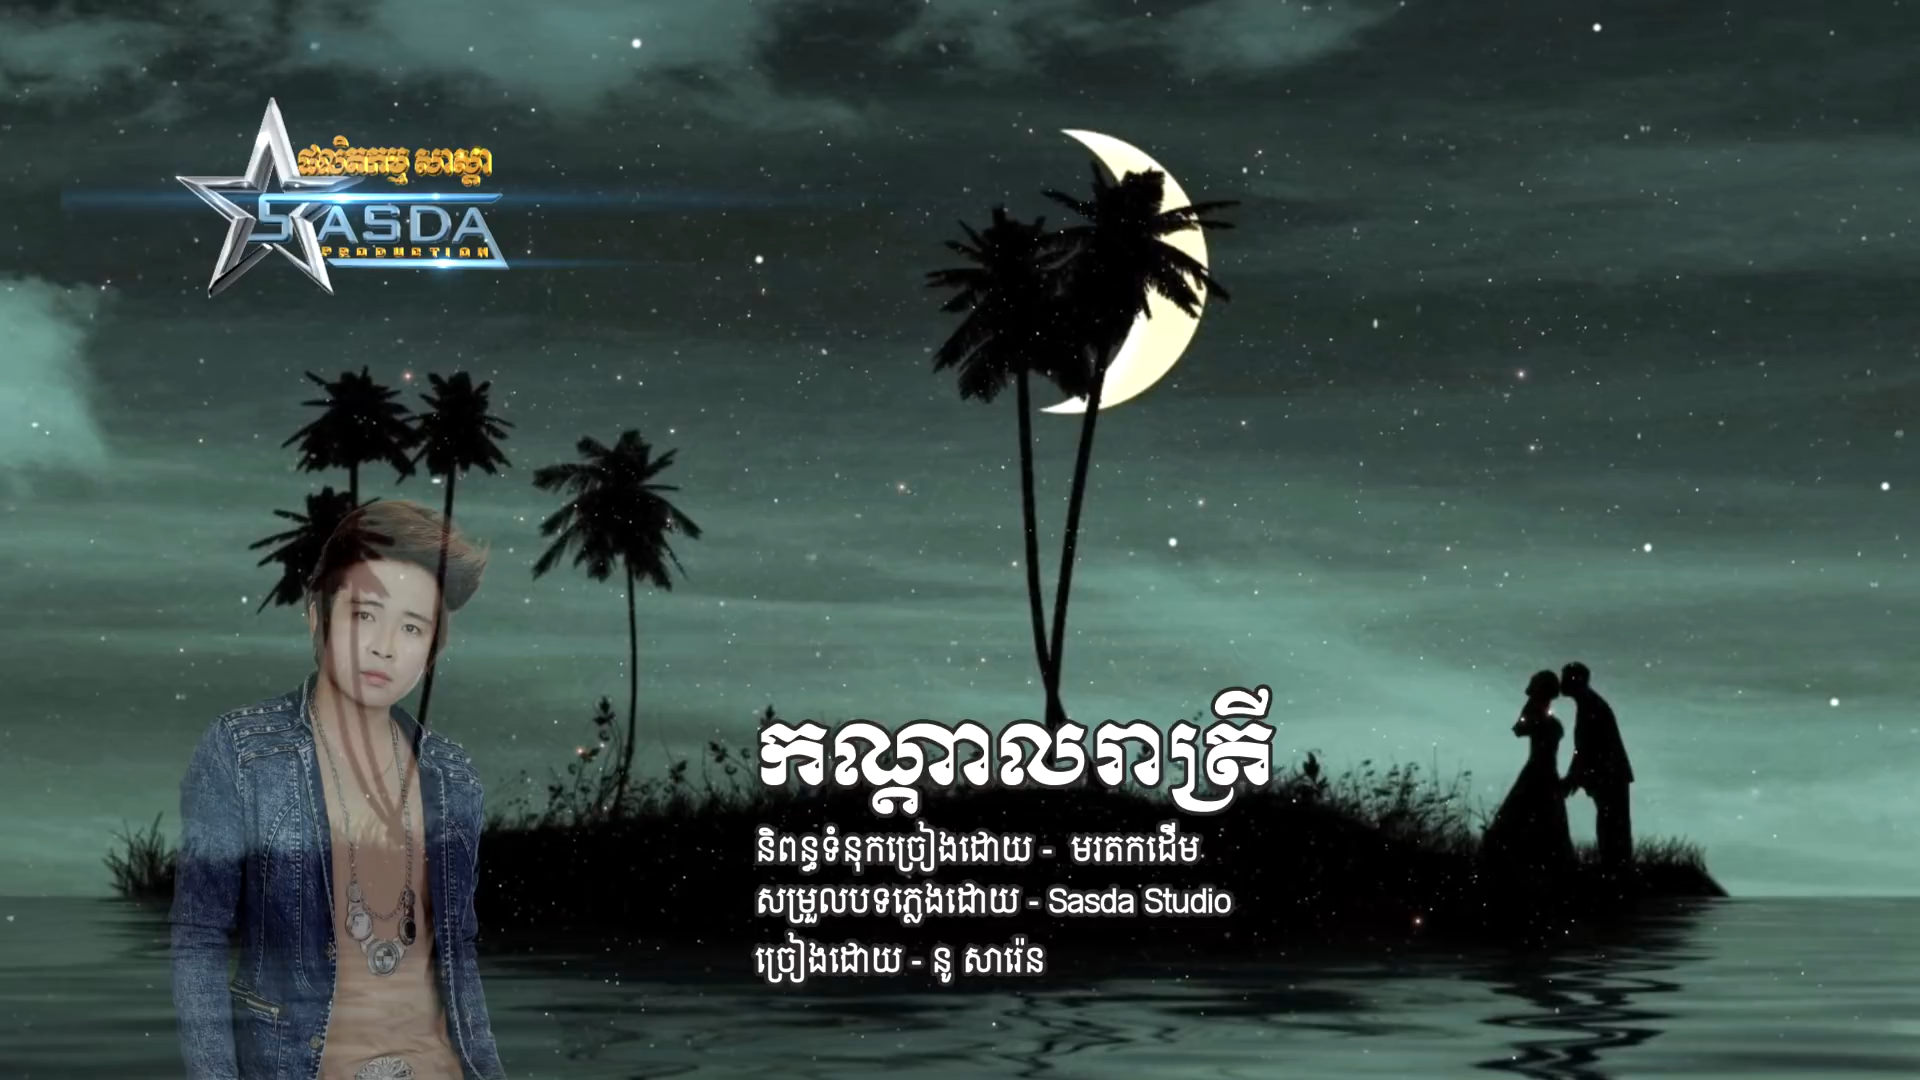 ផលិតកម្ម សាស្តា
SASDA
PRODUCTION
កណ្តាលរាត្រី
និពន្ធទំនុកច្រៀងដោយ - មរតកដើម
សម្រួលបទភ្លេងដោយ - Sasda Studio
ច្រៀងដោយ - នូ សារ៉េន